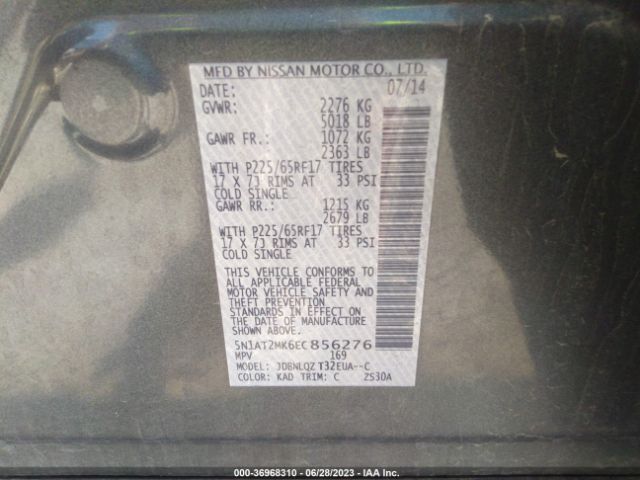 MFD BY NISSAN MOTOR CO., LTD.
DATE: 07/14
GVWR: 2276 KG
5018 LB
GAWR FR.: 1072 KG
2363 LB
WITH P225/65RF17 TIRES
17 X 7J RIMS AT 33 PSI
COLD SINGLE
GAWR RR.: 1215 KG
2679 LB
WITH P225/65RF17 TIRES
17 X 7J RIMS AT 33 PSI
COLD SINGLE
THIS VEHICLE CONFORMS TO
ALL APPLICABLE FEDERAL
MOTOR VEHICLE SAFETY AND
THEFT PREVENTION
STANDARDS IN EFFECT ON
THE DATE OF MANUFACTURE
SHOWN ABOVE.
5N1AT2MK6EC856276
MPV 169
MODEL: JDBNLQZ T32EUA--C
COLOR: KAD TRIM: C ZS30A
000-36968310 / 06/28/2023 - IAA Inc.